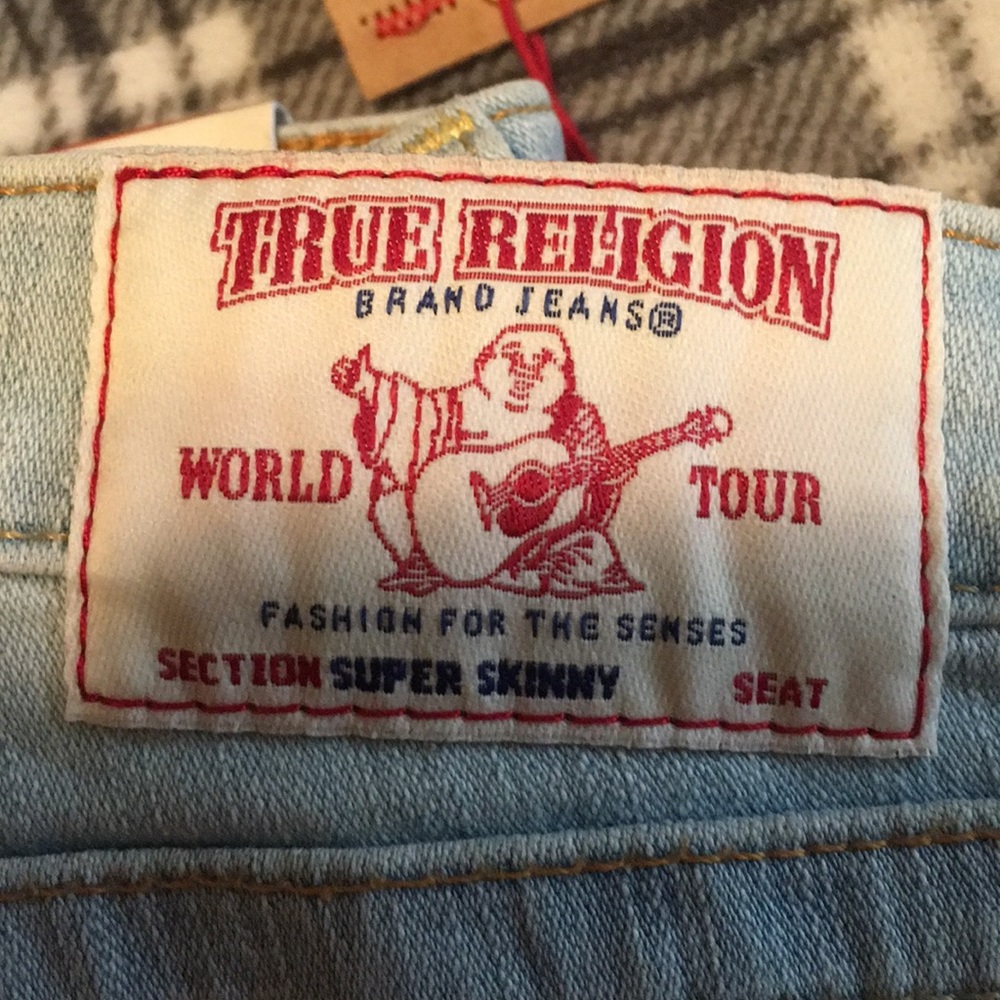 TRUE RELIGION
BRAND JEANS®
WORLD TOUR
FASHION FOR THE SENSES
SECTION SUPER SKINNY SEAT